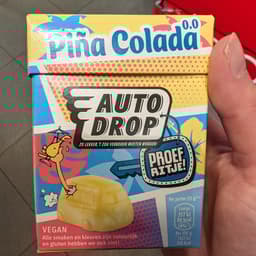 Piña Colada 0.0
AUTO
DROP
ZO LEKKER, 'T ZOU VERBODEN MOETEN WORDEN!
PROEF
RITJE!
VEGAN
Alle smaken en kleuren zijn natuurlijk
en gluten hebben we ook niet!